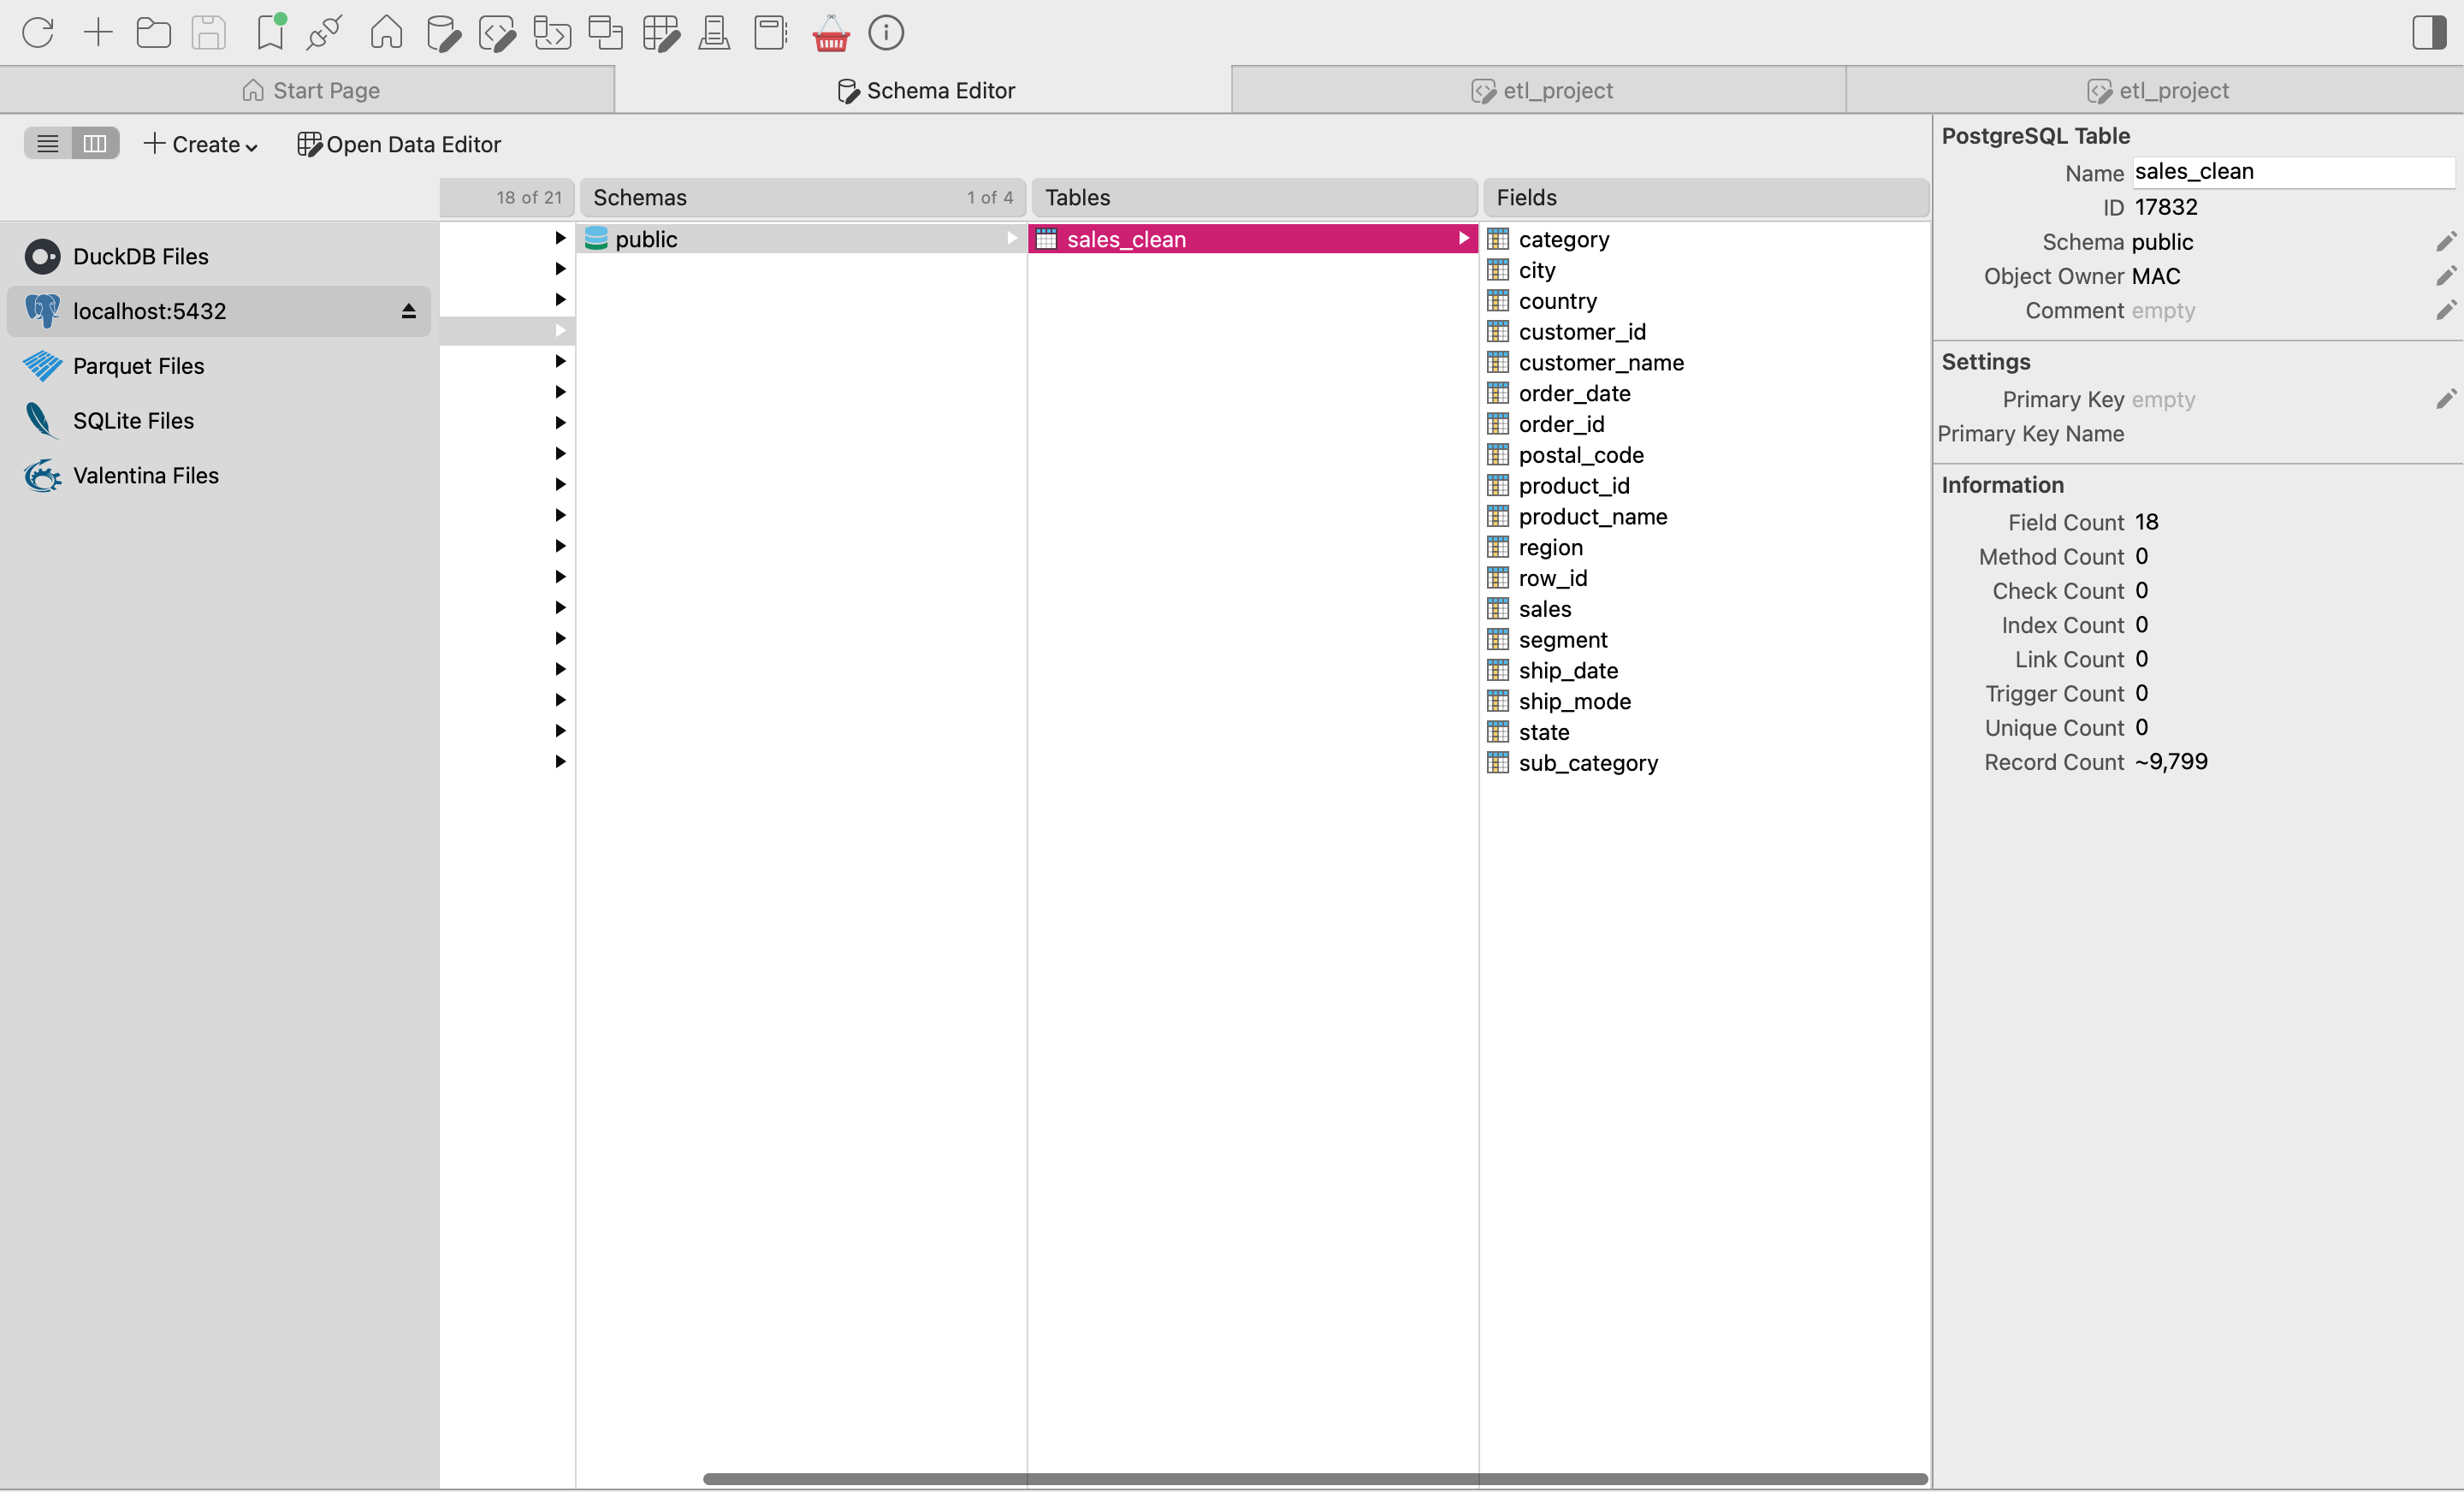 Start Page
Schema Editor
etl_project
etl_project
Create
Open Data Editor
18 of 21
Schemas
1 of 4
Tables
Fields
DuckDB Files
localhost:5432
Parquet Files
SQLite Files
Valentina Files
public
sales_clean
category
city
country
customer_id
customer_name
order_date
order_id
postal_code
product_id
product_name
region
row_id
sales
segment
ship_date
ship_mode
state
sub_category
PostgreSQL Table
Name sales_clean
ID 17832
Schema public
Object Owner MAC
Comment empty
Settings
Primary Key empty
Primary Key Name
Information
Field Count 18
Method Count 0
Check Count 0
Index Count 0
Link Count 0
Trigger Count 0
Unique Count 0
Record Count ~9,799